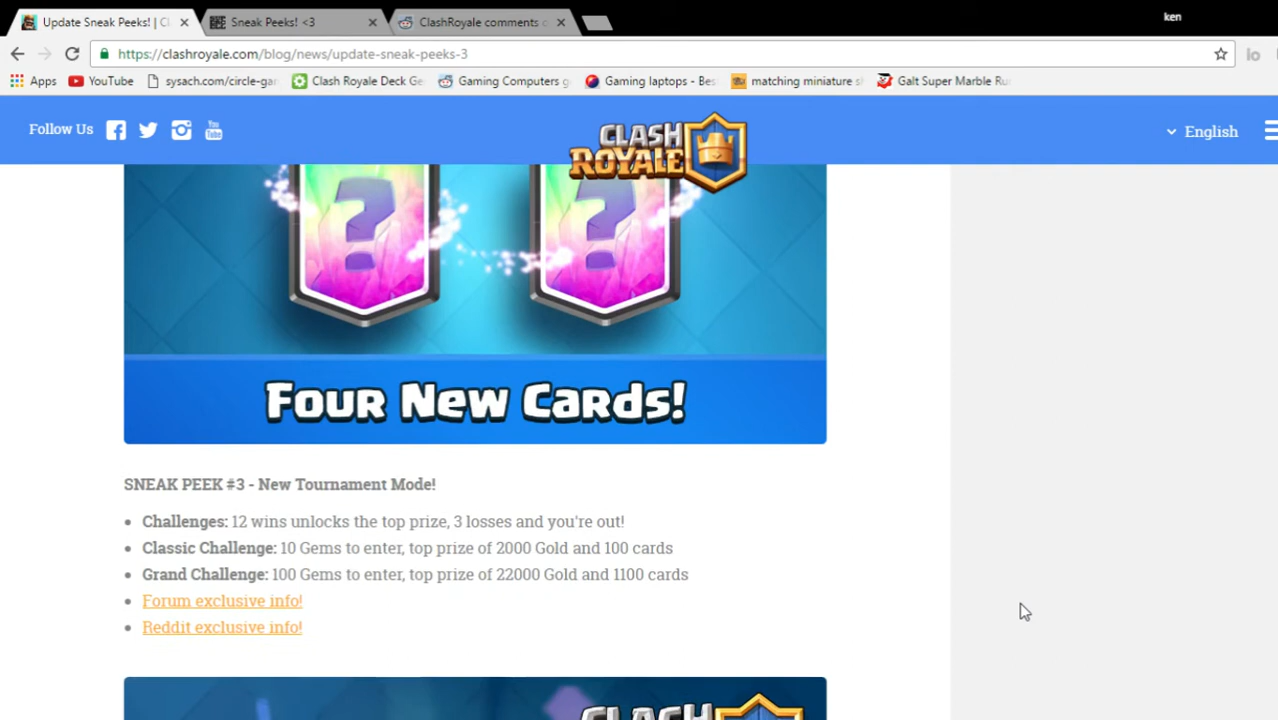 Update Sneak Peeks! | Cl
Sneak Peeks! <3
ClashRoyale comments o
ken
https://clashroyale.com/blog/news/update-sneak-peeks-3
Apps
YouTube
sysach.com/circle-gar
Clash Royale Deck Ge
Gaming Computers g
Gaming laptops - Bes
matching miniature s
Galt Super Marble Ru
Follow Us
You
Tube
CLASH
ROYALE
English
? ?
Four New Cards!
SNEAK PEEK #3 - New Tournament Mode!
• Challenges: 12 wins unlocks the top prize, 3 losses and you're out!
• Classic Challenge: 10 Gems to enter, top prize of 2000 Gold and 100 cards
• Grand Challenge: 100 Gems to enter, top prize of 22000 Gold and 1100 cards
• Forum exclusive info!
• Reddit exclusive info!
CLASH